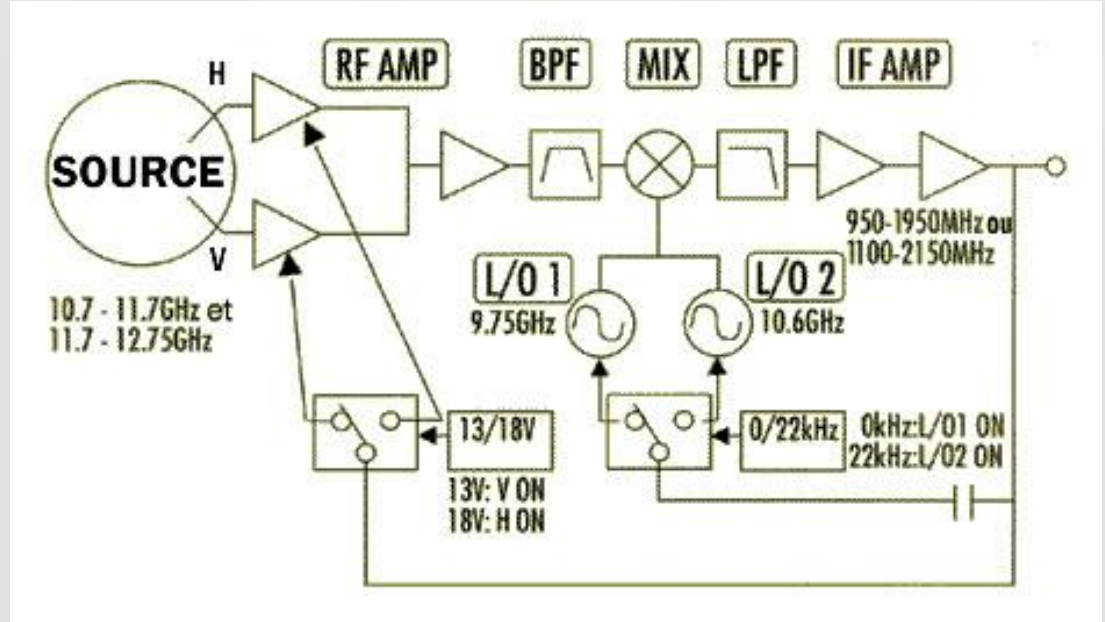 RF AMP
BPF
MIX
LPF
IF AMP
H
SOURCE
V
10.7 - 11.7GHz et
11.7 - 12.75GHz
950-1950MHz ou
1100-2150MHz
L/O 1
9.75GHz
L/O 2
10.6GHz
13/18V
13V: V ON
18V: H ON
0/22kHz
0kHz:L/O1 ON
22kHz:L/O2 ON